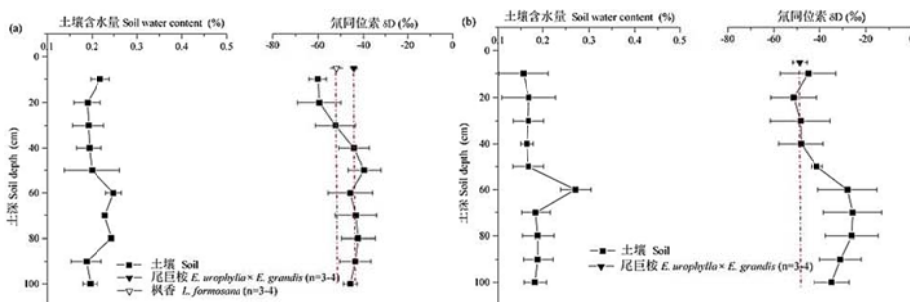 (a)
土壤含水量 Soil water content (%)
0.1 0.2 0.3 0.4 0.5
氘同位素 δD (‰)
-80 -60 -40 -20 0
土深 Soil depth (cm)
0
20
40
60
80
100
土壤 Soil
尾巨桉 E. urophylla× E. grandis (n=3-4)
枫香 L. formosana (n=3-4)
(b)
土壤含水量 Soil water content (%)
0.1 0.2 0.3 0.4 0.5
氘同位素 δD (‰)
-80 -60 -40 -20 0
土深 Soil depth (cm)
0
20
40
60
80
100
土壤 Soil
尾巨桉 E. urophylla× E. grandis (n=3-4)